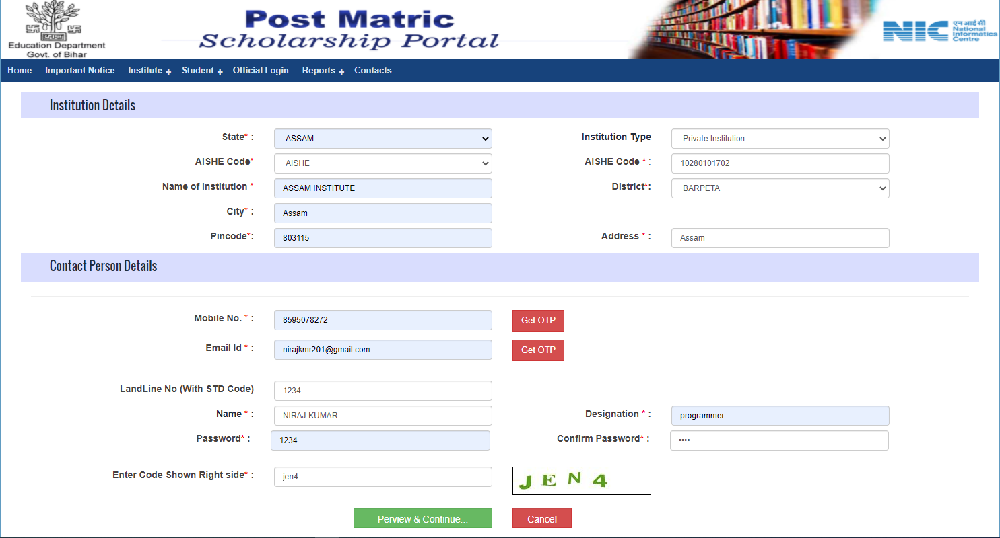 Education Department
Govt. of Bihar
Post Matric
Scholarship Portal
NIC
एनआईसी
National
Informatics
Centre
Home Important Notice Institute + Student + Official Login Reports + Contacts
Institution Details
State* : ASSAM Institution Type Private Institution
AISHE Code* AISHE AISHE Code * : 10280101702
Name of Institution * ASSAM INSTITUTE District*: BARPETA
City* : Assam
Pincode*: 803115 Address * : Assam
Contact Person Details
Mobile No. * : 8595078272 Get OTP
Email Id * : nirajkmr201@gmail.com Get OTP
LandLine No (With STD Code) 1234
Name * : NIRAJ KUMAR Designation * : programmer
Password* : 1234 Confirm Password* : ••••
Enter Code Shown Right side* : jen4 JEN4
Perview & Continue... Cancel